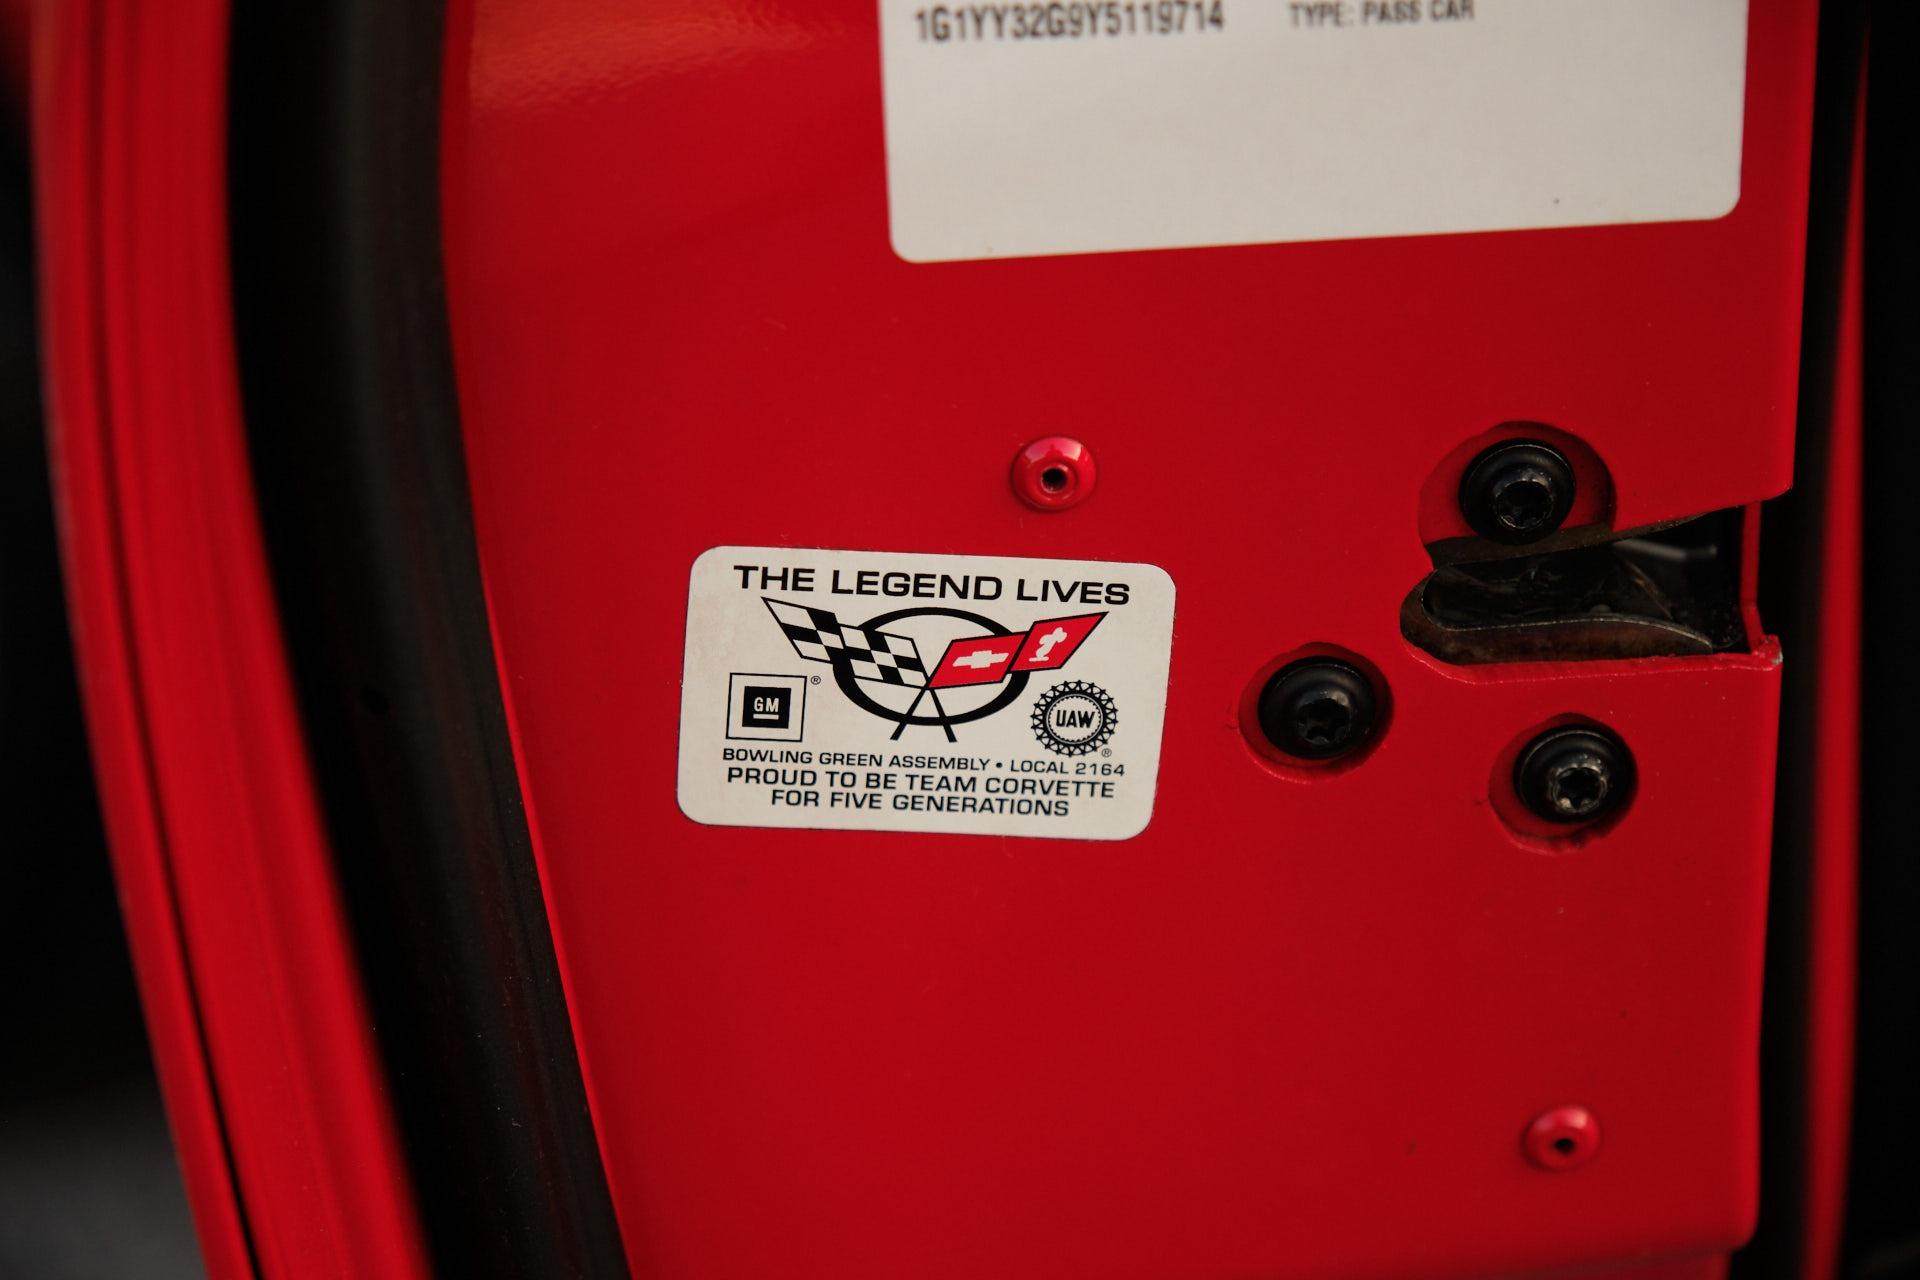 1G1YY32G9Y5119714 TYPE: PASS CAR
THE LEGEND LIVES
GM ®
UAW ®
BOWLING GREEN ASSEMBLY • LOCAL 2164
PROUD TO BE TEAM CORVETTE
FOR FIVE GENERATIONS